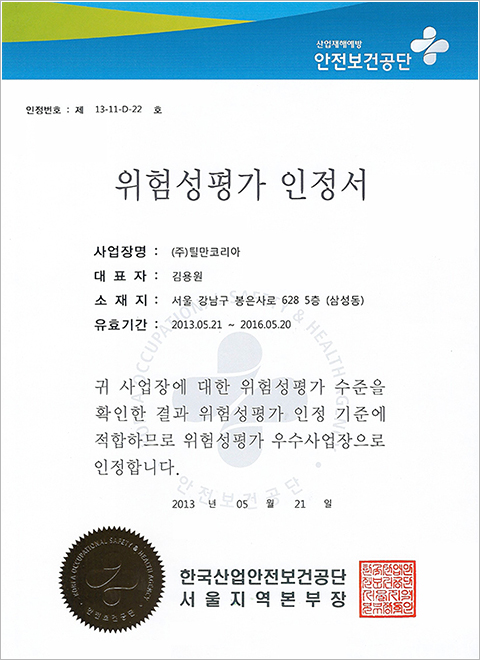 산업재해예방
안전보건공단
인정번호 : 제 13-11-D-22 호
위험성평가 인정서
사업장명 : (주)틸만코리아
대 표 자 : 김용원
소 재 지 : 서울 강남구 봉은사로 628 5층 (삼성동)
유효기간 : 2013.05.21 ~ 2016.05.20
귀 사업장에 대한 위험성평가 수준을
확인한 결과 위험성평가 인정 기준에
적합하므로 위험성평가 우수사업장으로
인정합니다.
안전보건공단
2013 년 05 월 21 일
KOREA OCCUPATIONAL SAFETY & HEALTH AGENCY
안전보건공단
한국산업안전보건공단
서울지역본부장